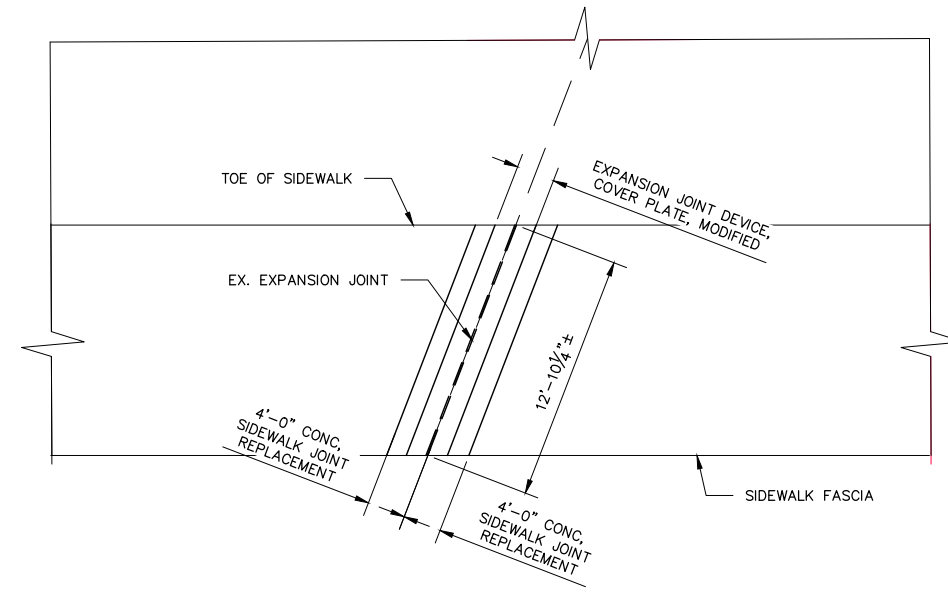 TOE OF SIDEWALK
EXPANSION JOINT DEVICE,
COVER PLATE, MODIFIED
EX. EXPANSION JOINT
12'-10¼"±
4'-0" CONC,
SIDEWALK JOINT
REPLACEMENT
4'-0" CONC,
SIDEWALK JOINT
REPLACEMENT
SIDEWALK FASCIA